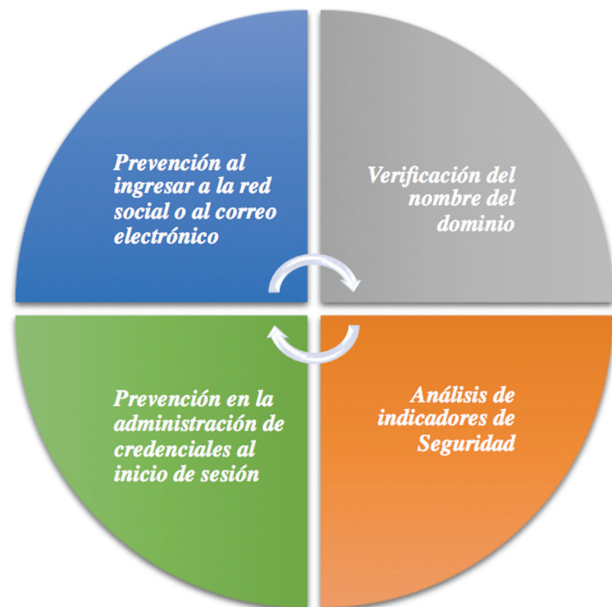 Prevención al
ingresar a la red
social o al correo
electrónico
Verificación del
nombre del
dominio
Prevención en la
administración de
credenciales al
inicio de sesión
Análisis de
indicadores de
Seguridad